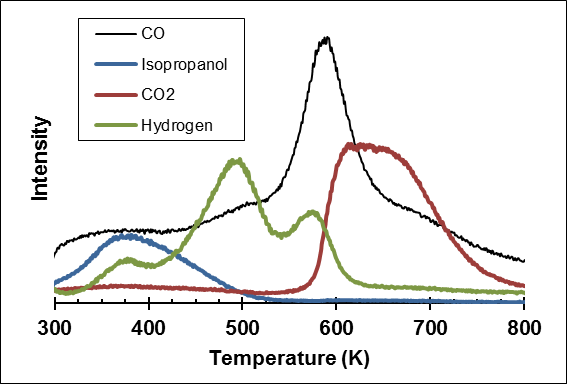 CO
Isopropanol
CO2
Hydrogen
Intensity
300 400 500 600 700 800
Temperature (K)